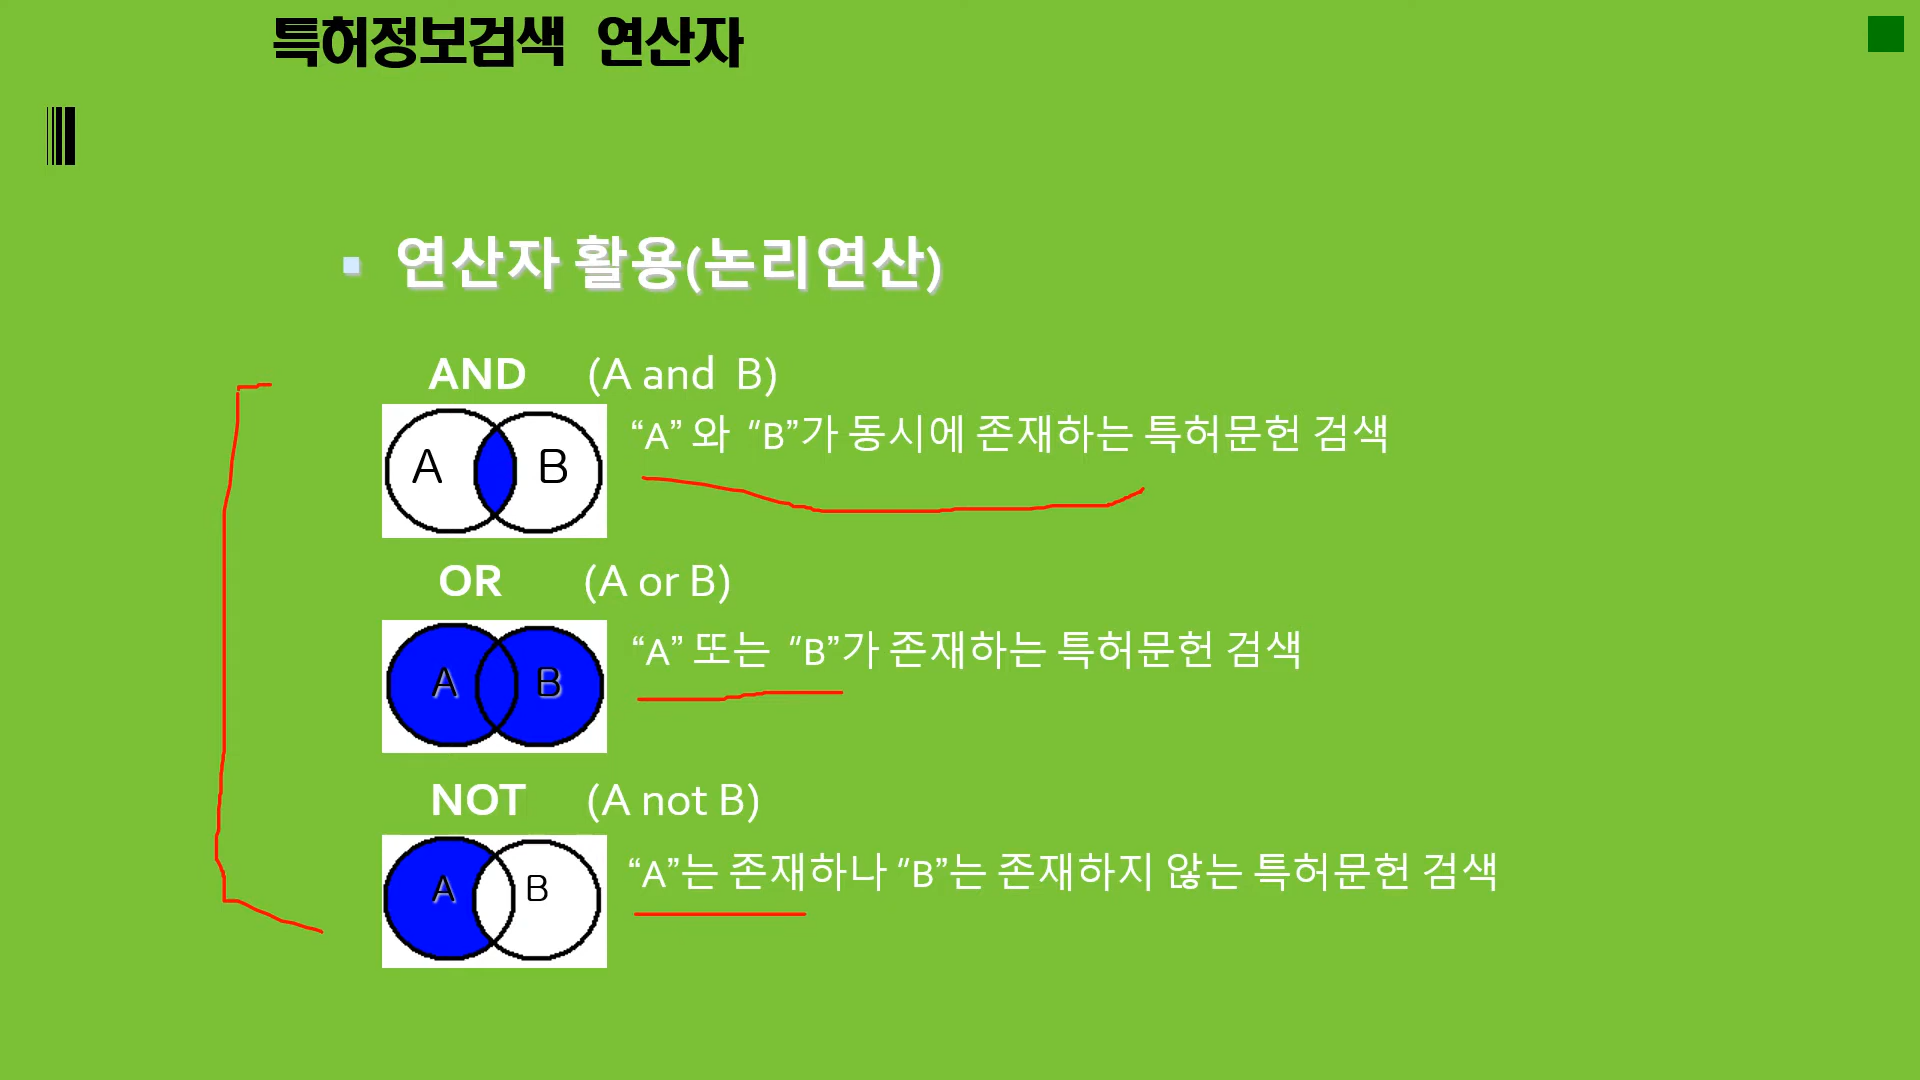 특허정보검색 연산자
연산자 활용(논리연산)
AND (A and B)
A B
“A” 와 “B”가 동시에 존재하는 특허문헌 검색
OR (A or B)
A B
“A” 또는 “B”가 존재하는 특허문헌 검색
NOT (A not B)
A B
“A”는 존재하나 “B”는 존재하지 않는 특허문헌 검색